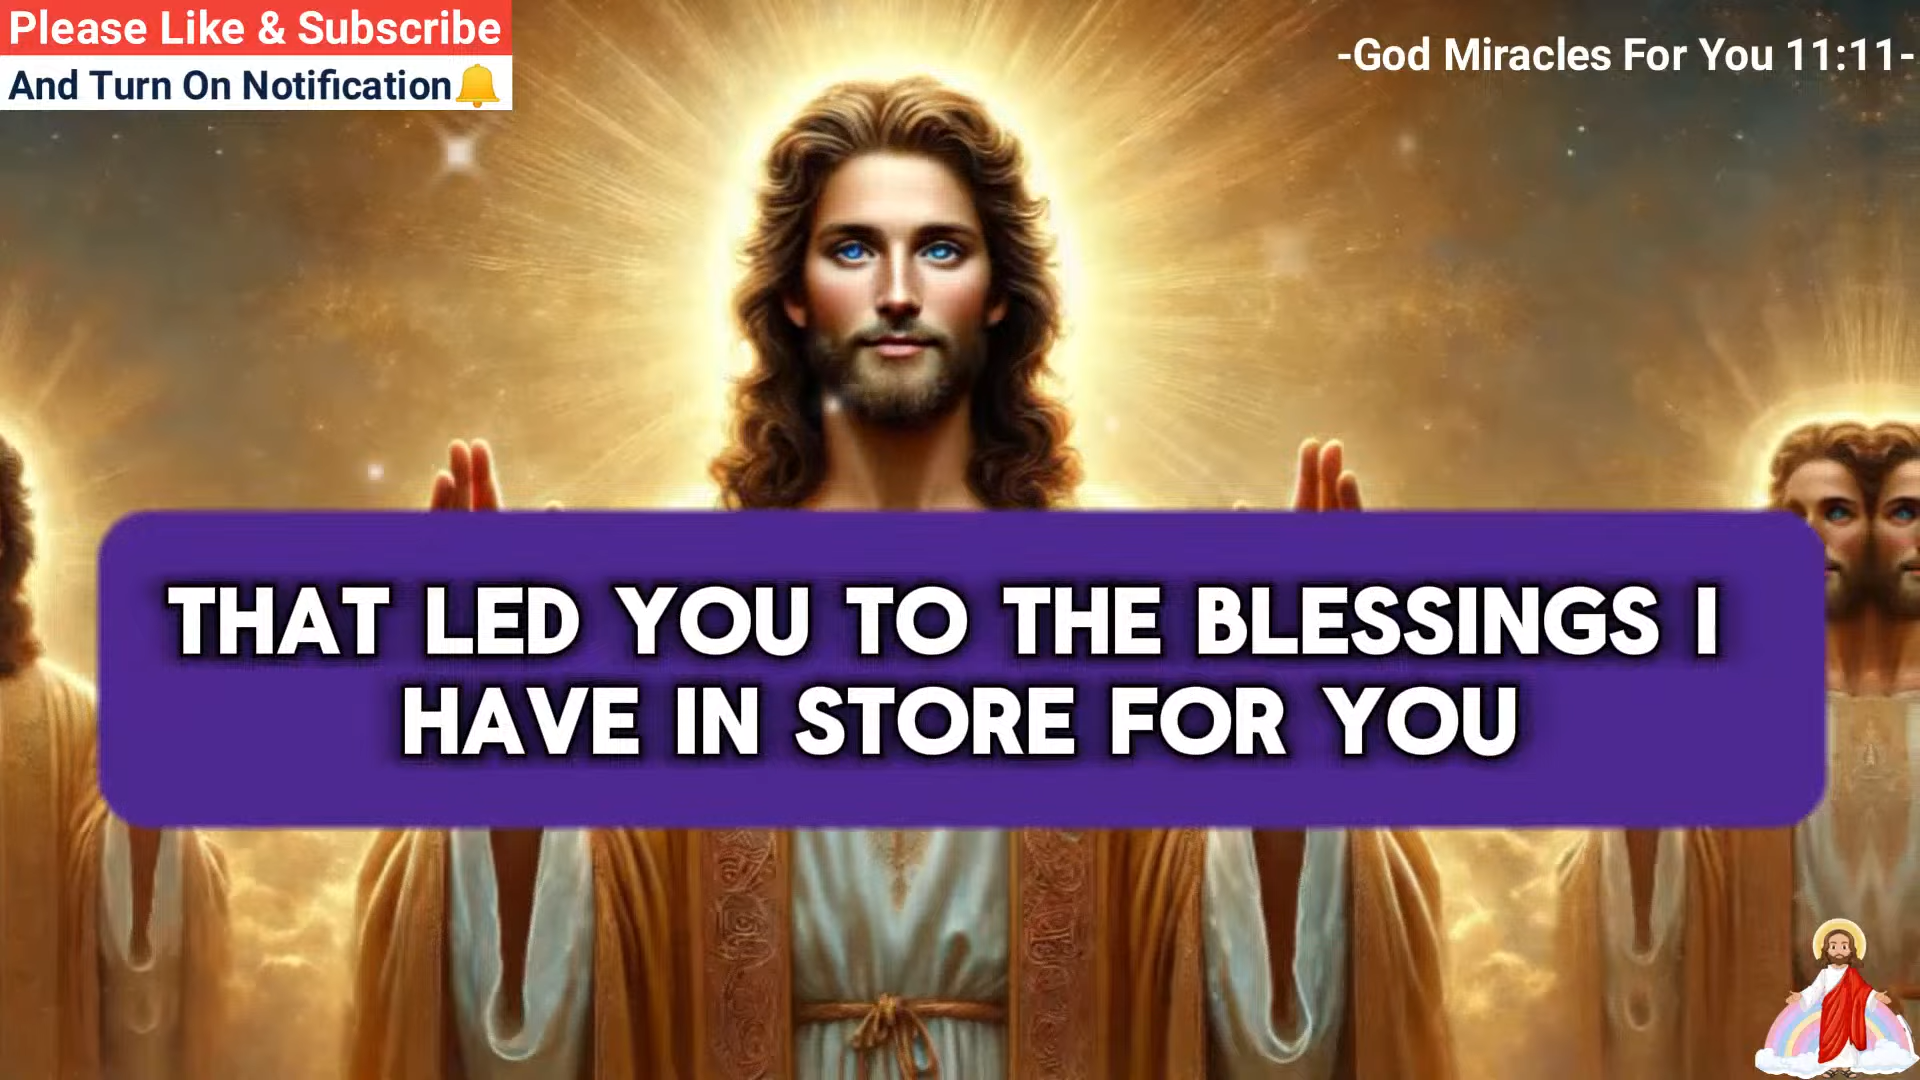 Please Like & Subscribe
And Turn On Notification🔔
-God Miracles For You 11:11-
THAT LED YOU TO THE BLESSINGS I
HAVE IN STORE FOR YOU